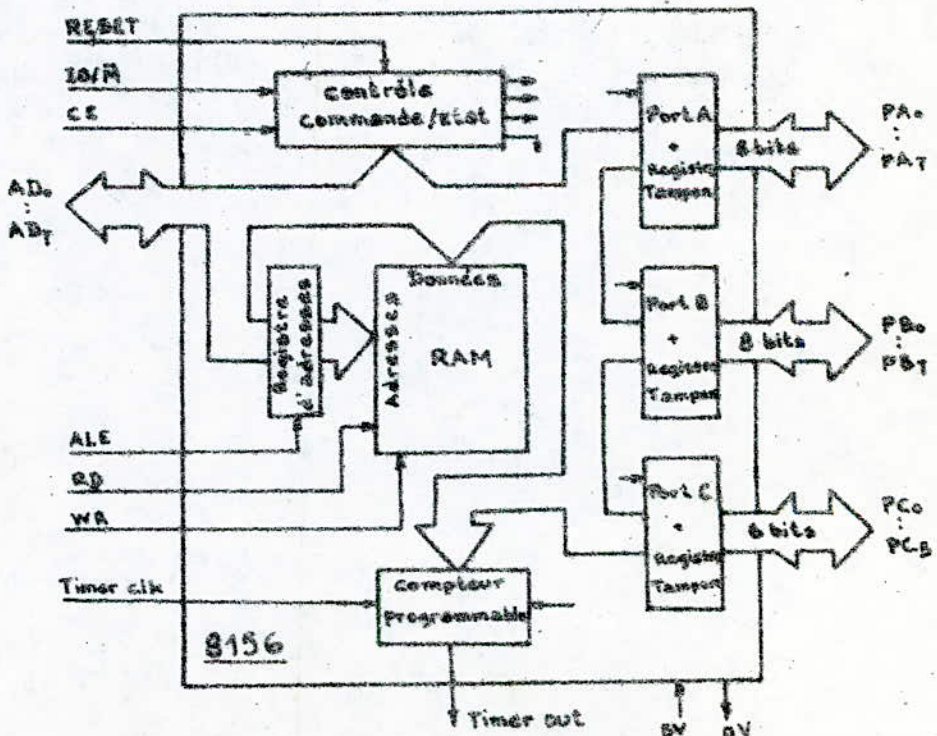 RESET
IO/M̅
CE
contrôle
commande/Etat
Port A
+
Registre
Tampon
8 bits
PA0
PA7
AD0
AD7
Registre
d'adresses
Adresses
Données
RAM
Port B
+
Registre
Tampon
8 bits
PB0
PB7
ALE
RD
WR
Port C
+
Registre
Tampon
6 bits
PC0
PC5
Timer clk
Compteur
Programmable
8156
Timer out
5V
0V